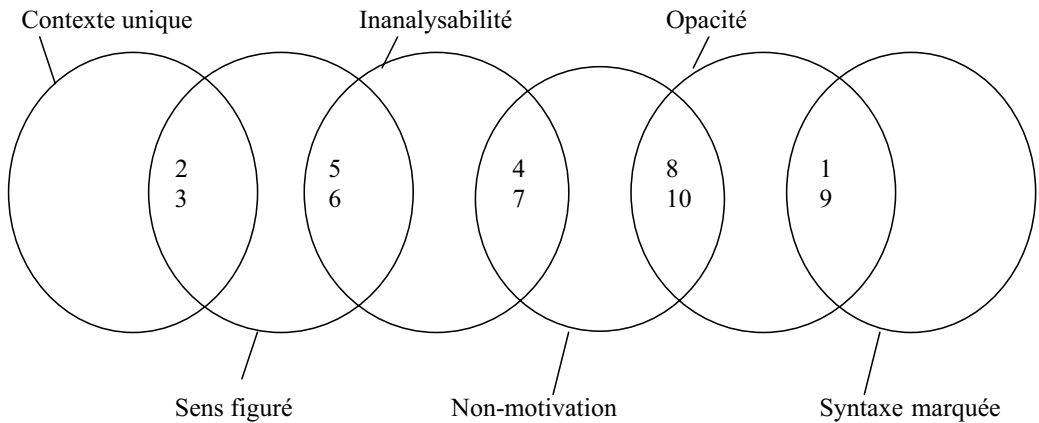 Contexte unique Inanalysabilité Opacité
2 5 4 8 1
3 6 7 10 9
Sens figuré Non-motivation Syntaxe marquée